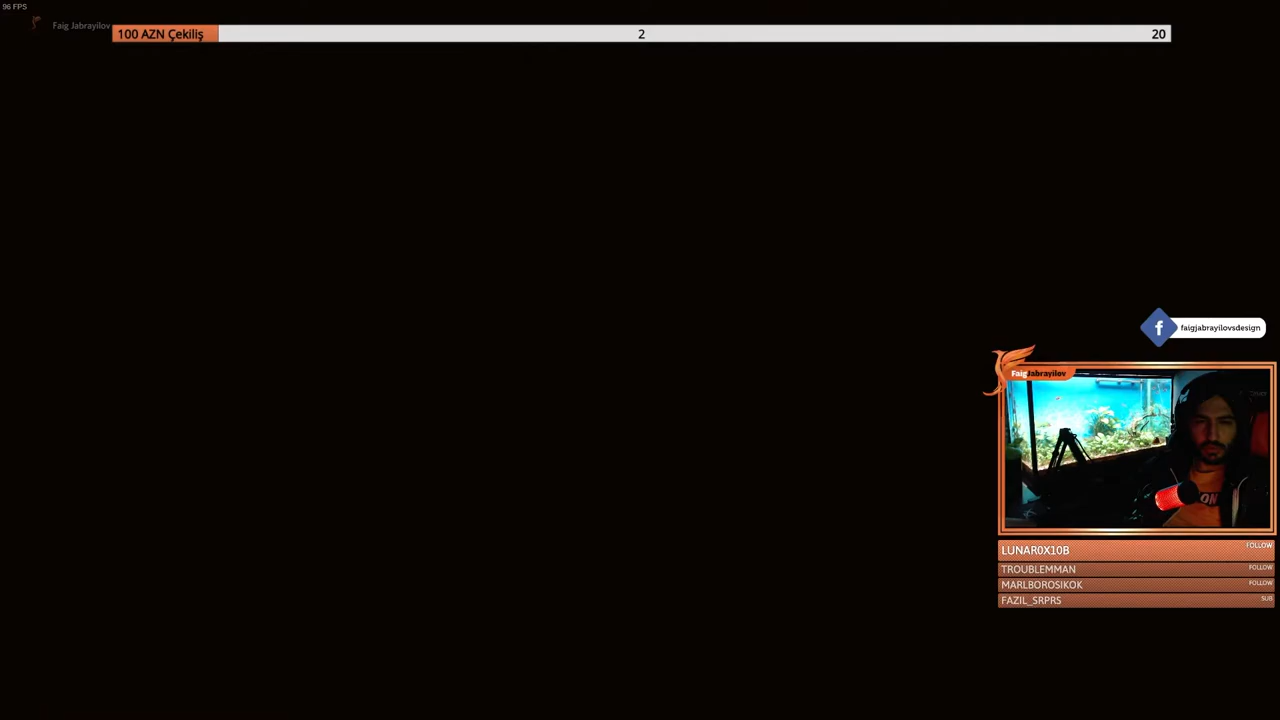 96 FPS
Faig Jabrayilov
100 AZN Çekiliş 2 20
faigjabrayilovsdesign
FaigJabrayilov
LUNAR0X10B FOLLOW
TROUBLEMMAN FOLLOW
MARLBOROSIKOK FOLLOW
FAZIL_SRPRS SUB